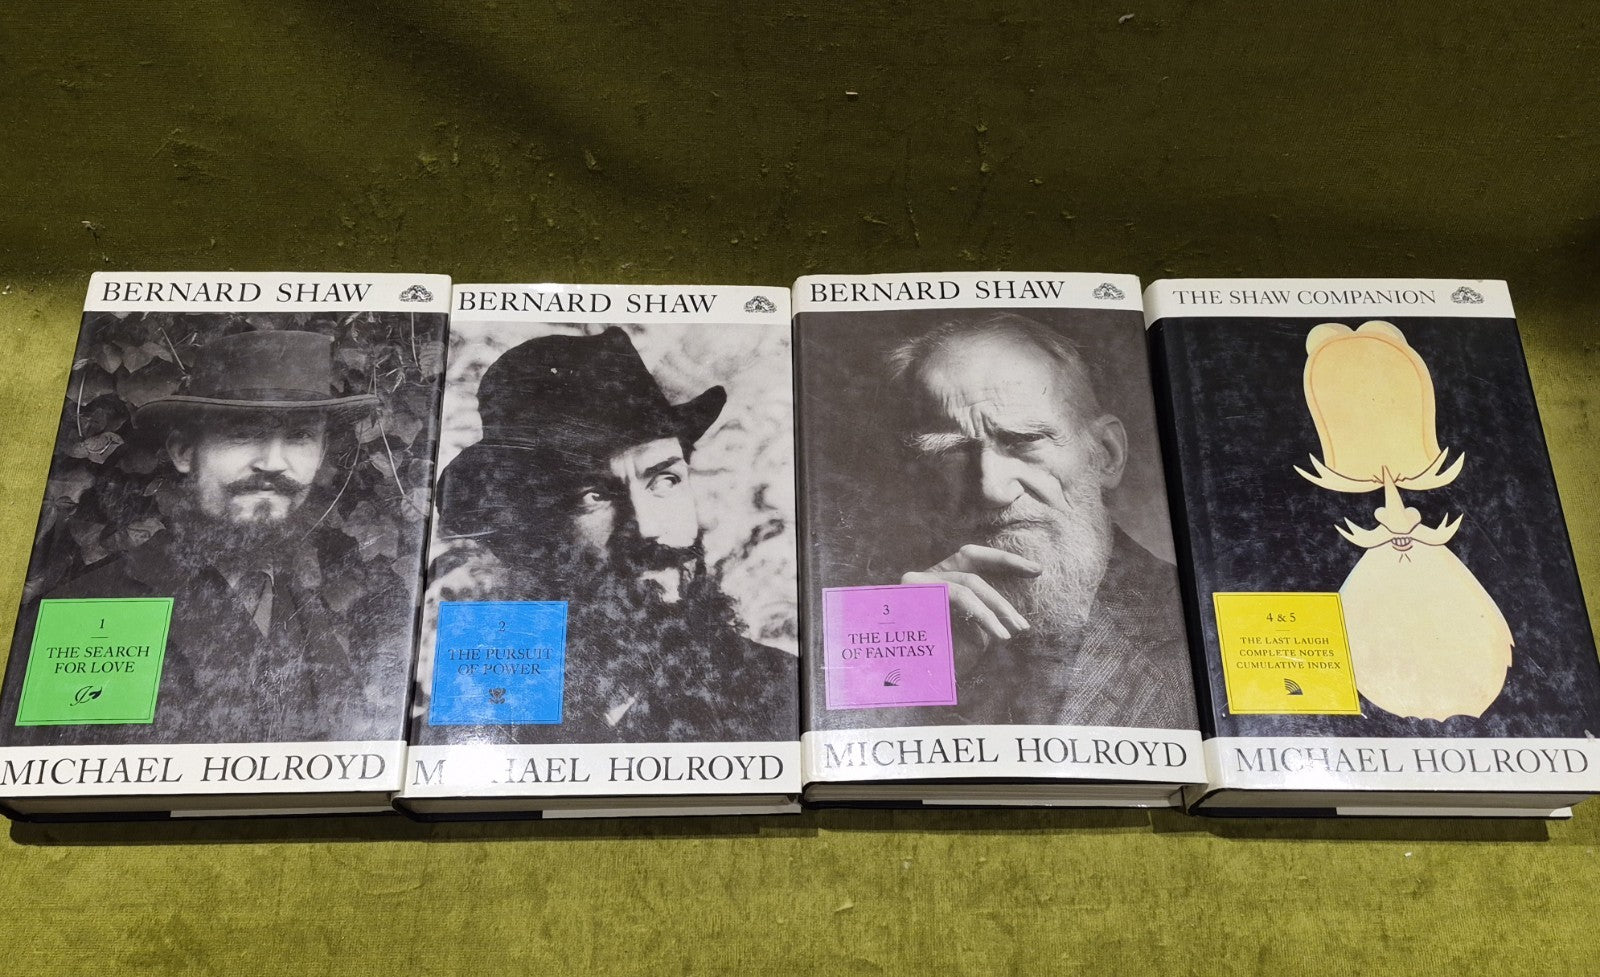 BERNARD SHAW
1
THE SEARCH
FOR LOVE
MICHAEL HOLROYD
BERNARD SHAW
2
THE PURSUIT
OF POWER
MICHAEL HOLROYD
BERNARD SHAW
3
THE LURE
OF FANTASY
MICHAEL HOLROYD
THE SHAW COMPANION
4 & 5
THE LAST LAUGH
COMPLETE NOTES
CUMULATIVE INDEX
MICHAEL HOLROYD